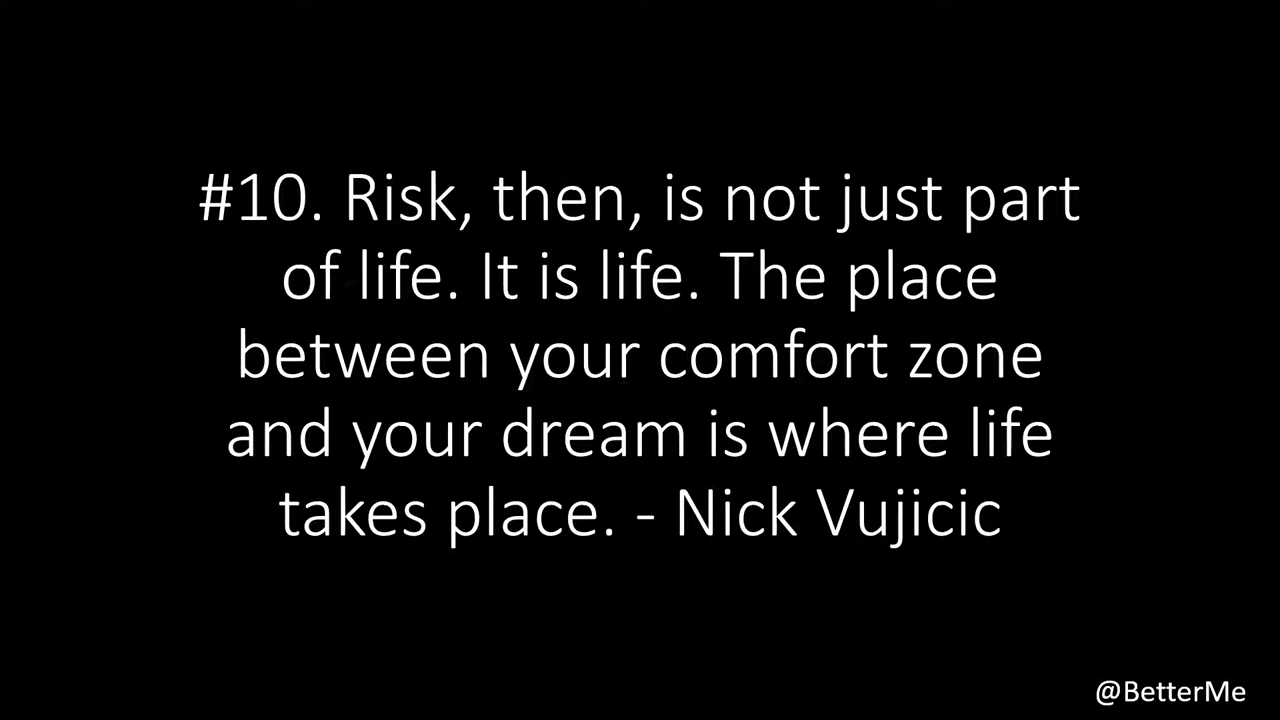 #10. Risk, then, is not just part
of life. It is life. The place
between your comfort zone
and your dream is where life
takes place. - Nick Vujicic
@BetterMe